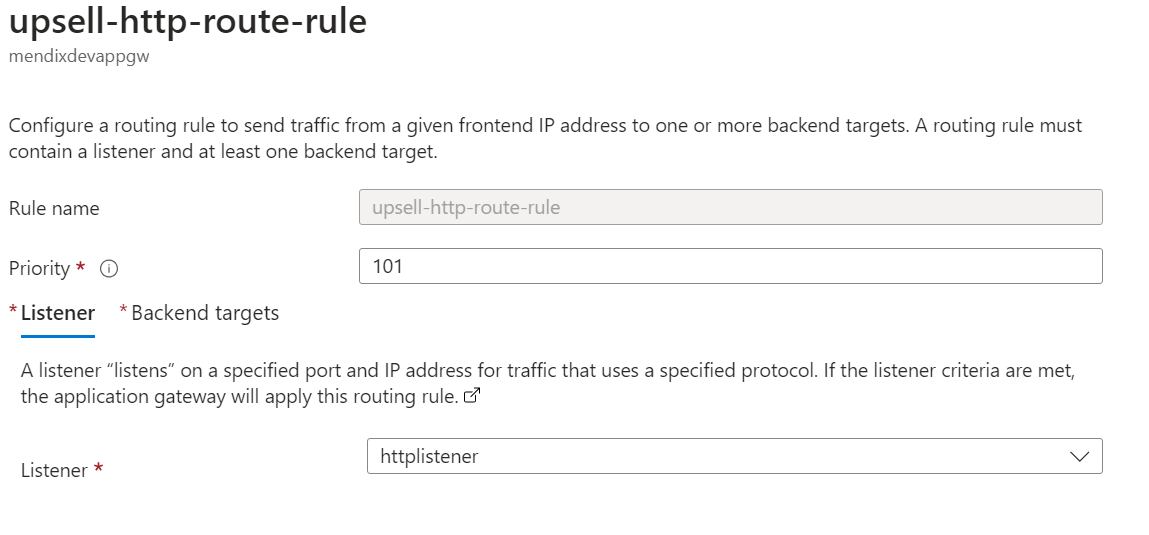 upsell-http-route-rule
mendixdevappgw
Configure a routing rule to send traffic from a given frontend IP address to one or more backend targets. A routing rule must
contain a listener and at least one backend target.
Rule name
upsell-http-route-rule
Priority *
101
* Listener * Backend targets
A listener “listens” on a specified port and IP address for traffic that uses a specified protocol. If the listener criteria are met,
the application gateway will apply this routing rule.
Listener *
httplistener